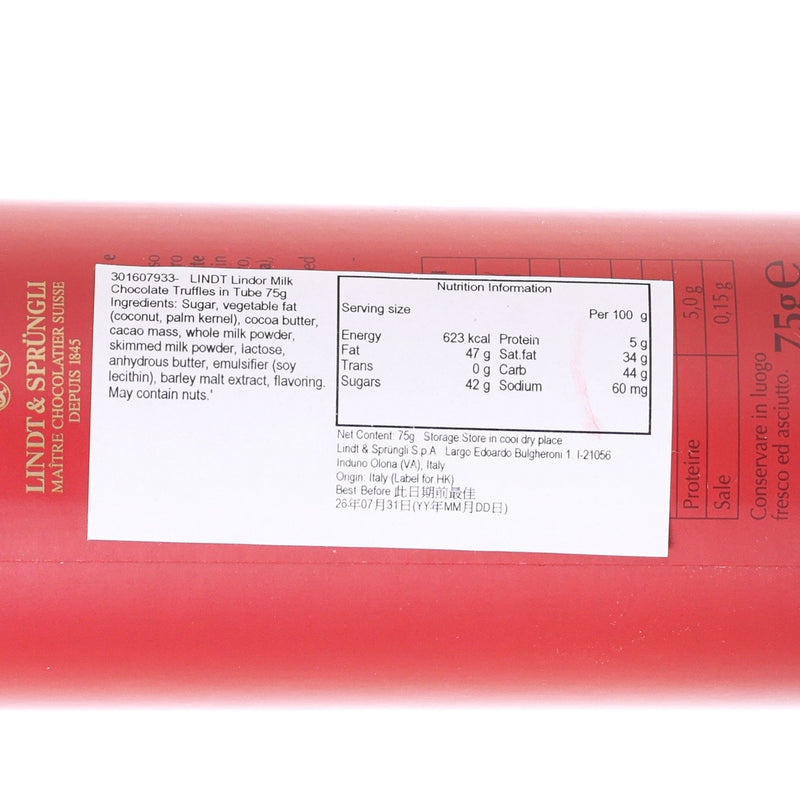 LINDT & SPRÜNGLI
MAÎTRE CHOCOLATIER SUISSE
DEPUIS 1845
301607933- LINDT Lindor Milk
Chocolate Truffles in Tube 75g
Ingredients: Sugar, vegetable fat
(coconut, palm kernel), cocoa butter,
cacao mass, whole milk powder,
skimmed milk powder, lactose,
anhydrous butter, emulsifier (soy
lecithin), barley malt extract, flavoring.
May contain nuts.'
Nutrition Information
Serving size Per 100 g
Energy 623 kcal Protein 5 g
Fat 47 g Sat.fat 34 g
Trans 0 g Carb 44 g
Sugars 42 g Sodium 60 mg
Net Content: 75g Storage:Store in cool dry place
Lindt & Sprüngli S.p.A Largo Edoardo Bulgheroni 1 I-21056
Induno Olona (VA), Italy
Origin: Italy (Label for HK)
Best Before 此日期前最佳
26年07月31日(YY年MM月DD日)
Proteine 5,0 g
Sale 0,15 g
Conservare in luogo
fresco ed asciutto.
75g e